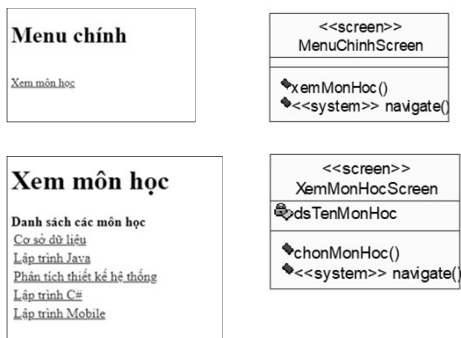 Menu chính
Xem môn học
<<screen>>
MenuChinhScreen
xemMonHoc()
<<system>> navigate()
Xem môn học
Danh sách các môn học
Cơ sở dữ liệu
Lập trình Java
Phân tích thiết kế hệ thống
Lập trình C#
Lập trình Mobile
<<screen>>
XemMonHocScreen
dsTenMonHoc
chonMonHoc()
<<system>> navigate()